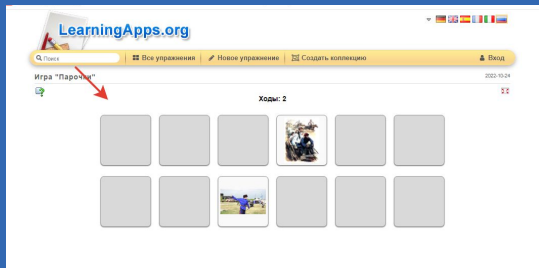 LearningApps.org
Поиск
Все упражнения
Новое упражнение
Создать коллекцию
Вход
Игра "Парочки"
2022-10-24
Ходы: 2